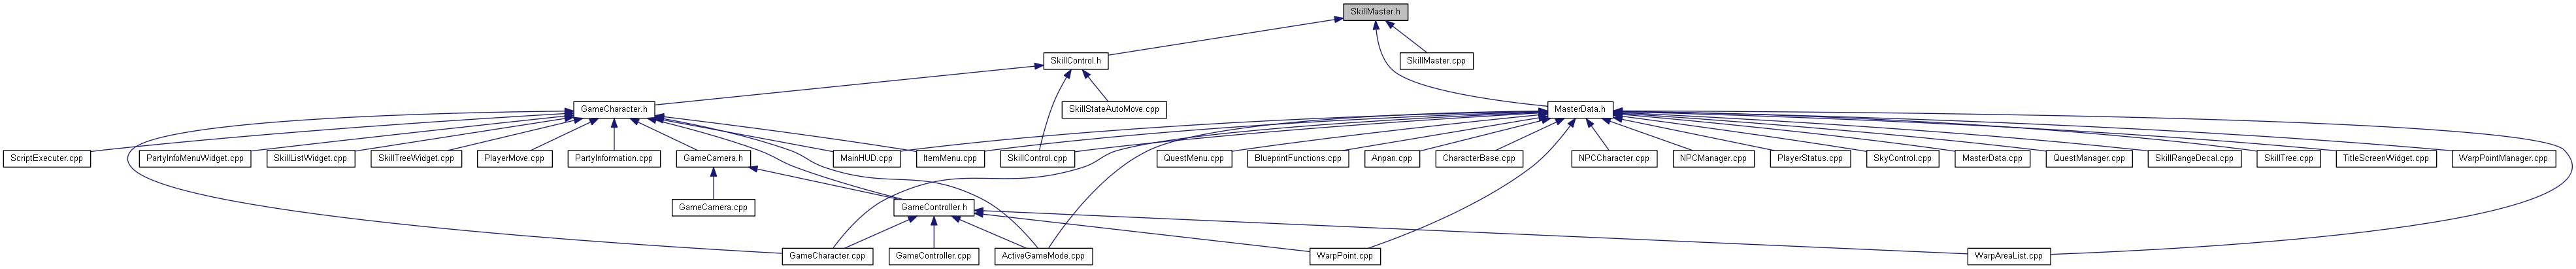 SkillMaster.h
SkillControl.h
SkillMaster.cpp
GameCharacter.h
SkillStateAutoMove.cpp
MasterData.h
ScriptExecuter.cpp
PartyInfoMenuWidget.cpp
SkillListWidget.cpp
SkillTreeWidget.cpp
PlayerMove.cpp
PartyInformation.cpp
GameCamera.h
MainHUD.cpp
ItemMenu.cpp
SkillControl.cpp
QuestMenu.cpp
BlueprintFunctions.cpp
Anpan.cpp
CharacterBase.cpp
NPCCharacter.cpp
NPCManager.cpp
PlayerStatus.cpp
SkyControl.cpp
MasterData.cpp
QuestManager.cpp
SkillRangeDecal.cpp
SkillTree.cpp
TitleScreenWidget.cpp
WarpPointManager.cpp
GameCamera.cpp
GameController.h
GameCharacter.cpp
GameController.cpp
ActiveGameMode.cpp
WarpPoint.cpp
WarpAreaList.cpp